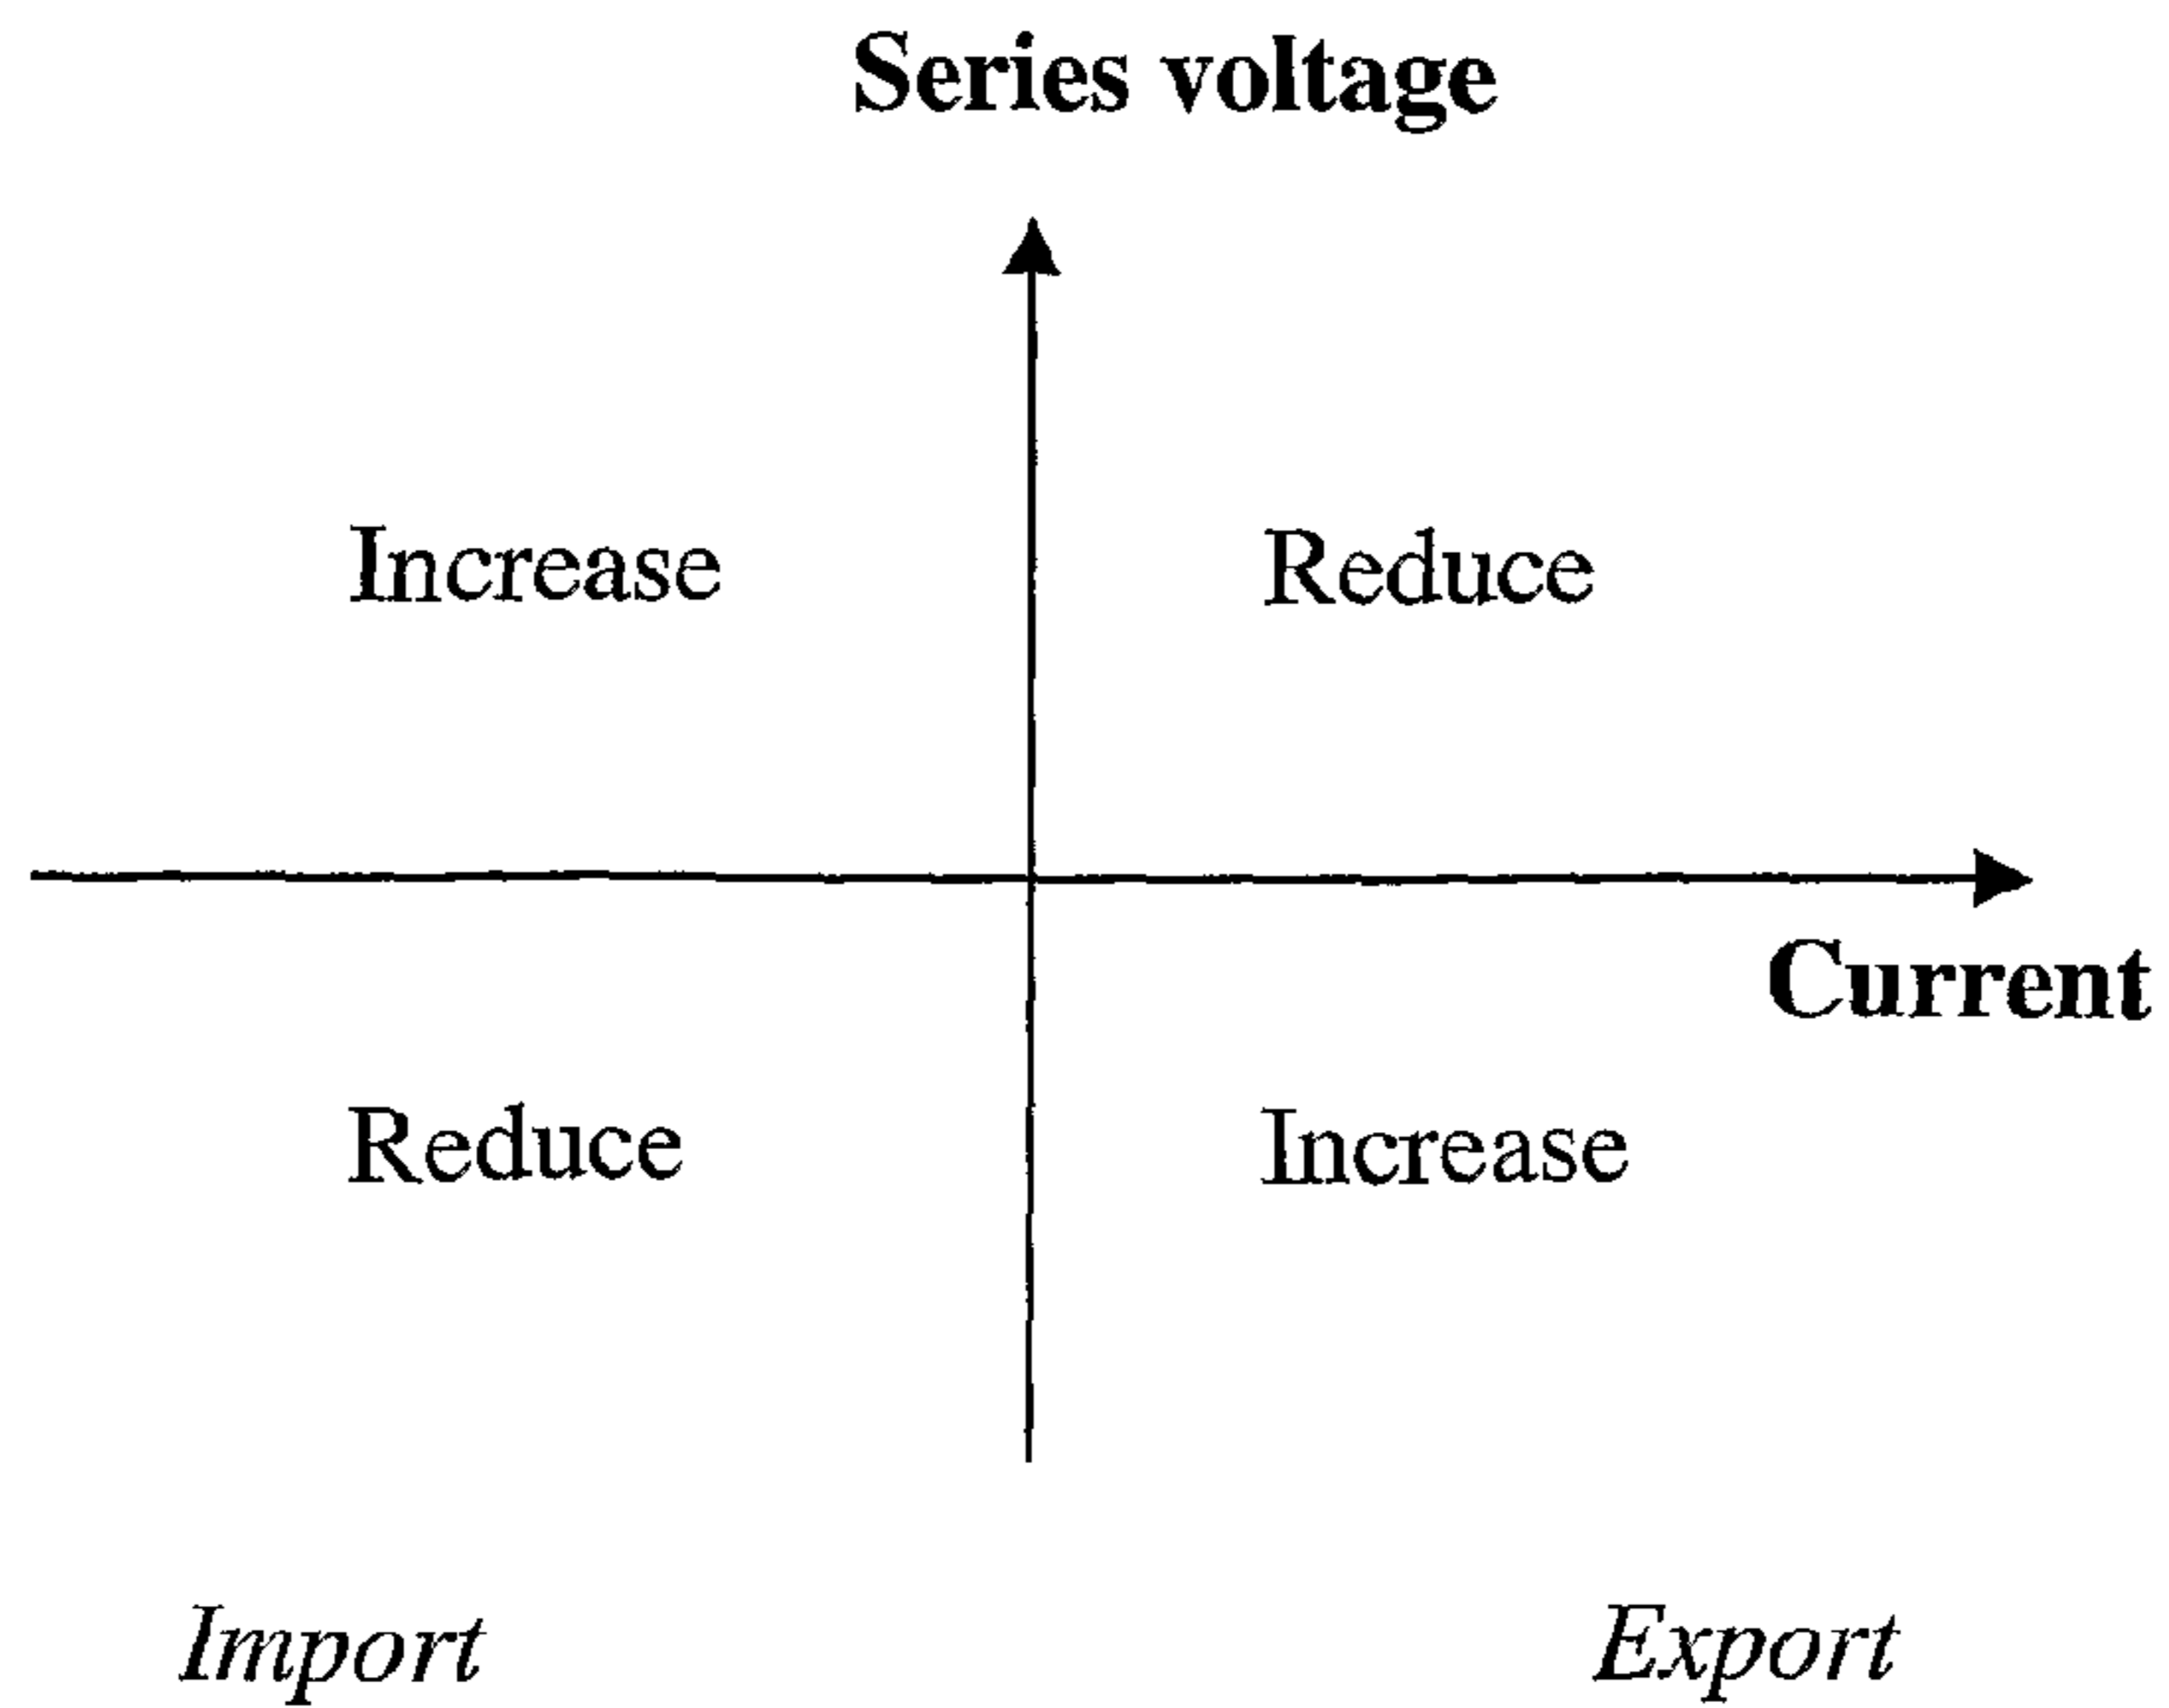 Series voltage
Increase
Reduce
Current
Reduce
Increase
Import
Export